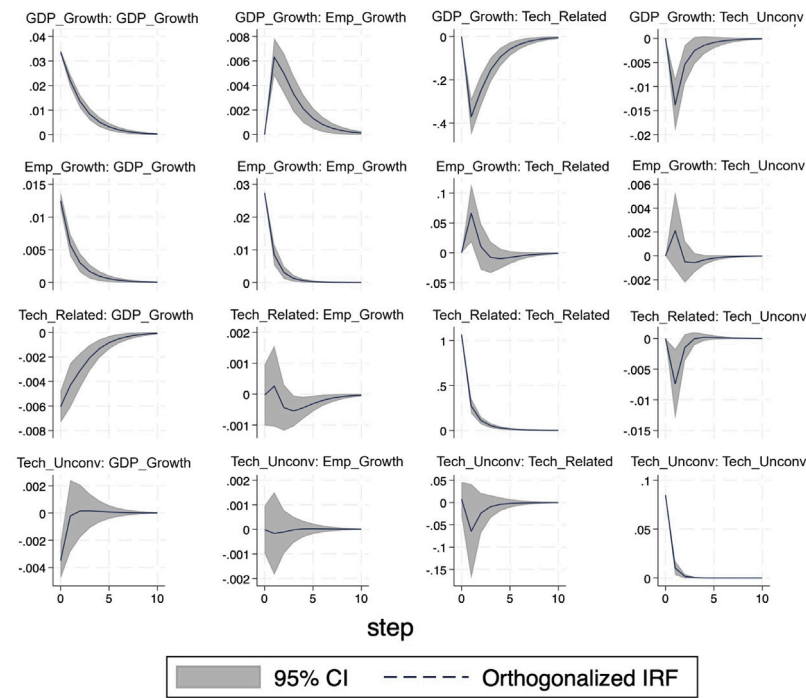 GDP_Growth: GDP_Growth
.04
.03
.02
.01
0
GDP_Growth: Emp_Growth
.008
.006
.004
.002
0
GDP_Growth: Tech_Related
0
-.2
-.4
GDP_Growth: Tech_Unconv
0
-.005
-.01
-.015
-.02
Emp_Growth: GDP_Growth
.015
.01
.005
0
Emp_Growth: Emp_Growth
.03
.02
.01
0
Emp_Growth: Tech_Related
.1
.05
0
-.05
Emp_Growth: Tech_Unconv
.006
.004
.002
0
-.002
Tech_Related: GDP_Growth
0
-.002
-.004
-.006
-.008
Tech_Related: Emp_Growth
.002
.001
0
-.001
Tech_Related: Tech_Related
1
.5
0
Tech_Related: Tech_Unconv
0
-.005
-.01
-.015
Tech_Unconv: GDP_Growth
.002
0
-.002
-.004
0 5 10
Tech_Unconv: Emp_Growth
.002
.001
0
-.001
-.002
0 5 10
Tech_Unconv: Tech_Related
.05
0
-.05
-.1
-.15
0 5 10
Tech_Unconv: Tech_Unconv
.1
.05
0
0 5 10
step
95% CI
Orthogonalized IRF